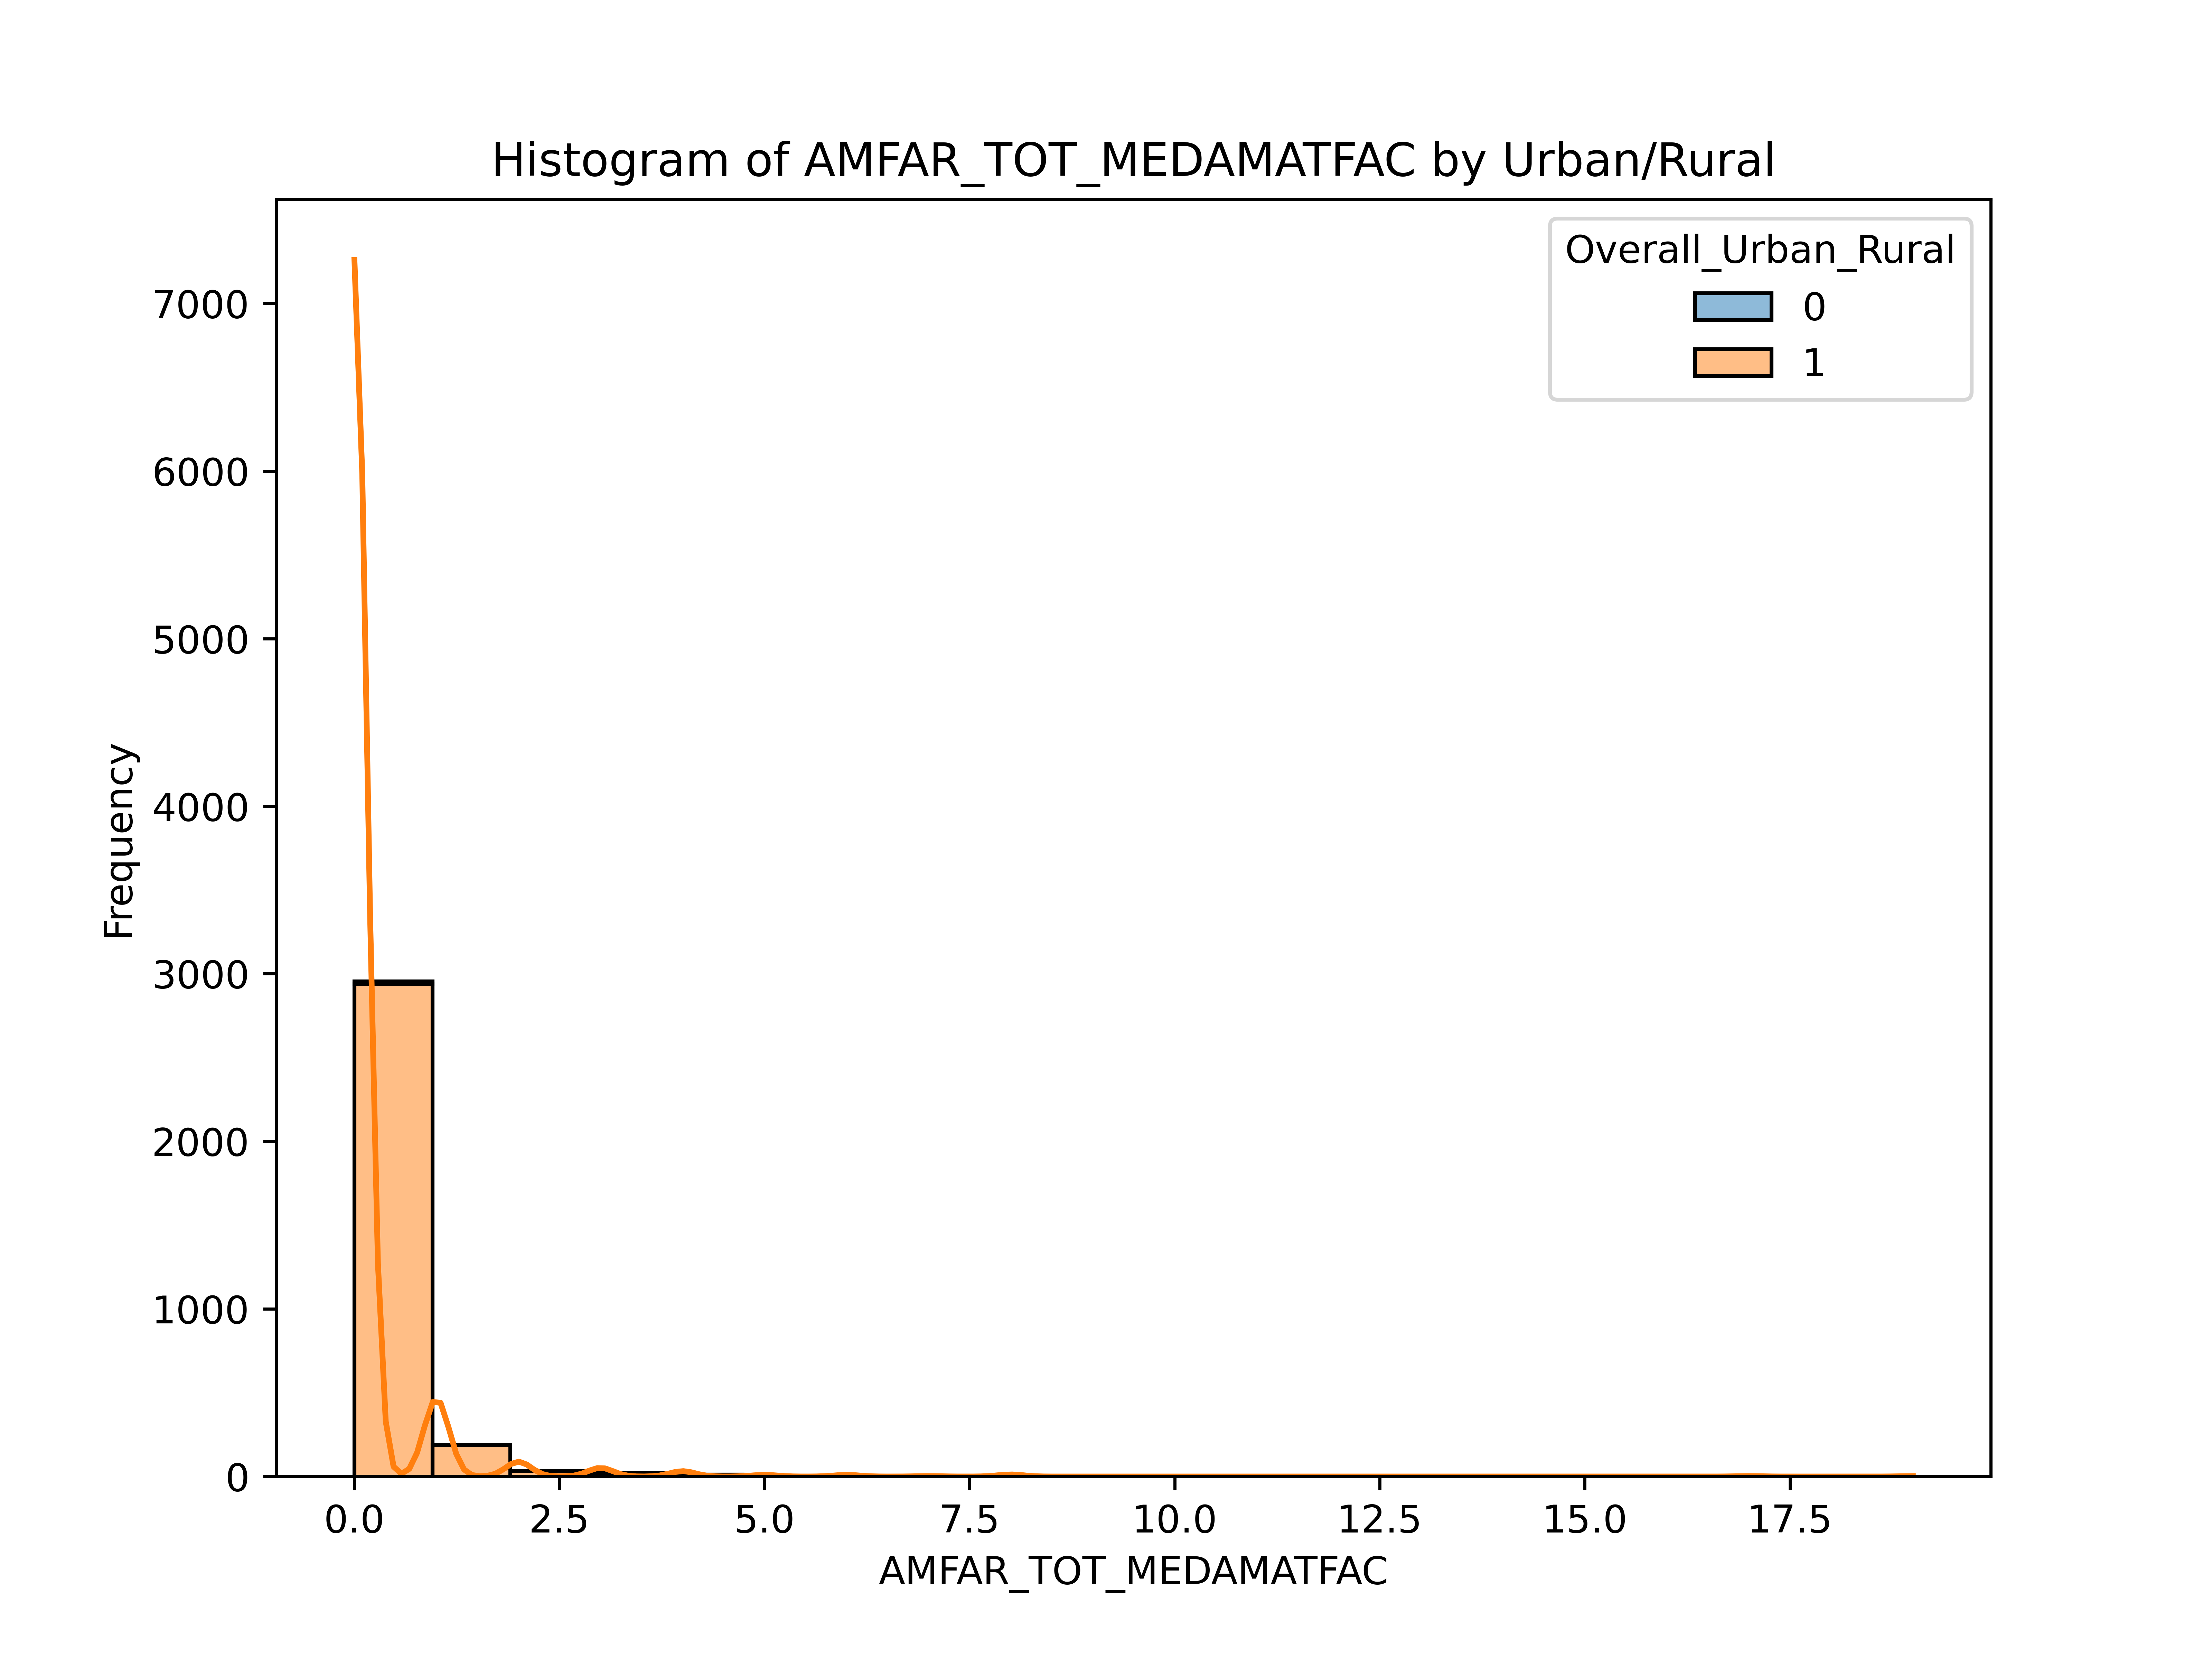 Histogram of AMFAR_TOT_MEDAMATFAC by Urban/Rural
Overall_Urban_Rural
0
1
7000
6000
5000
4000
3000
2000
1000
0
Frequency
0.0 2.5 5.0 7.5 10.0 12.5 15.0 17.5
AMFAR_TOT_MEDAMATFAC